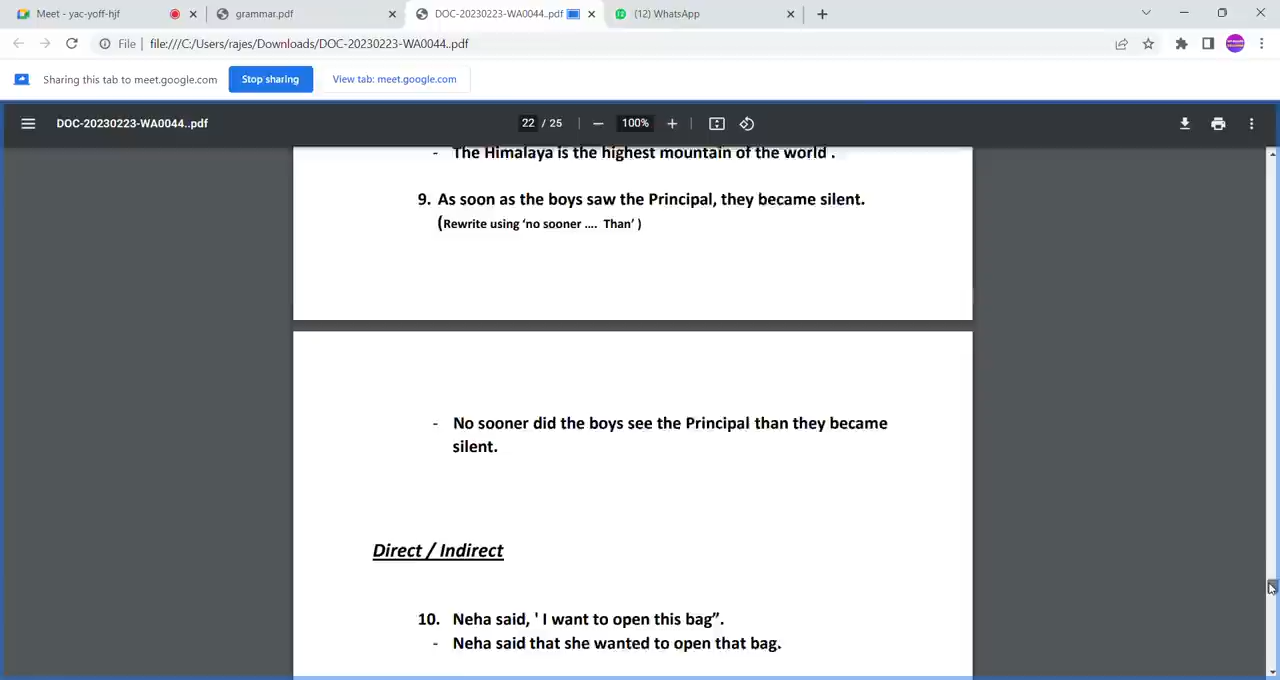 Meet - yac-yoff-hjf
grammar.pdf
DOC-20230223-WA0044..pdf
(12) WhatsApp
File
file:///C:/Users/rajes/Downloads/DOC-20230223-WA0044..pdf
Sharing this tab to meet.google.com
Stop sharing
View tab: meet.google.com
DOC-20230223-WA0044..pdf
22 / 25
100%
- The Himalaya is the highest mountain of the world .
9. As soon as the boys saw the Principal, they became silent.
(Rewrite using ‘no sooner .... Than’ )
- No sooner did the boys see the Principal than they became
silent.
Direct / Indirect
10. Neha said, ' I want to open this bag”.
- Neha said that she wanted to open that bag.